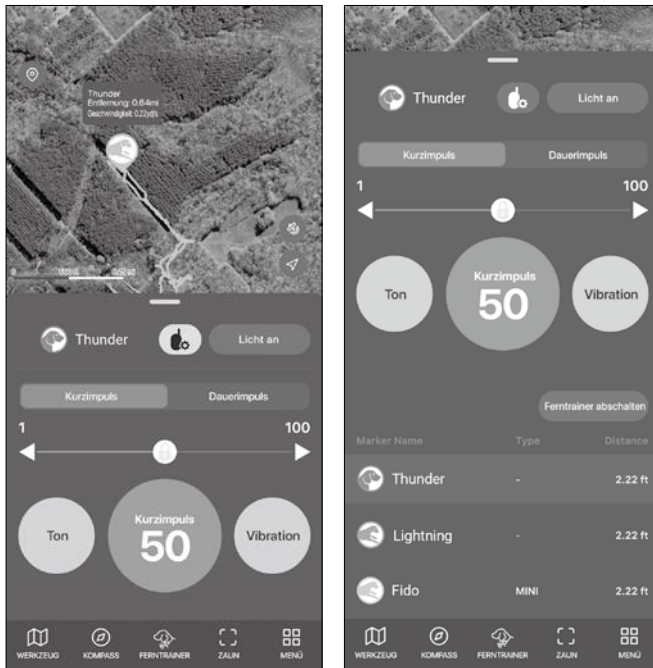 Thunder
Entfernung: 0.64mi
Geschwindigkeit: 0.22yd/s
0
Thunder
Licht an
Kurzimpuls
Dauerimpuls
1
100
Ton
Kurzimpuls
50
Vibration
WERKZEUG
KOMPASS
FERNTRAINER
ZAUN
MENÜ
Thunder
Licht an
Kurzimpuls
Dauerimpuls
1
100
Ton
Kurzimpuls
50
Vibration
Ferntrainer abschalten
Marker Name Type Distance
Thunder - 2.22 ft
Lightning - 2.22 ft
Fido MINI 2.22 ft
WERKZEUG
KOMPASS
FERNTRAINER
ZAUN
MENÜ